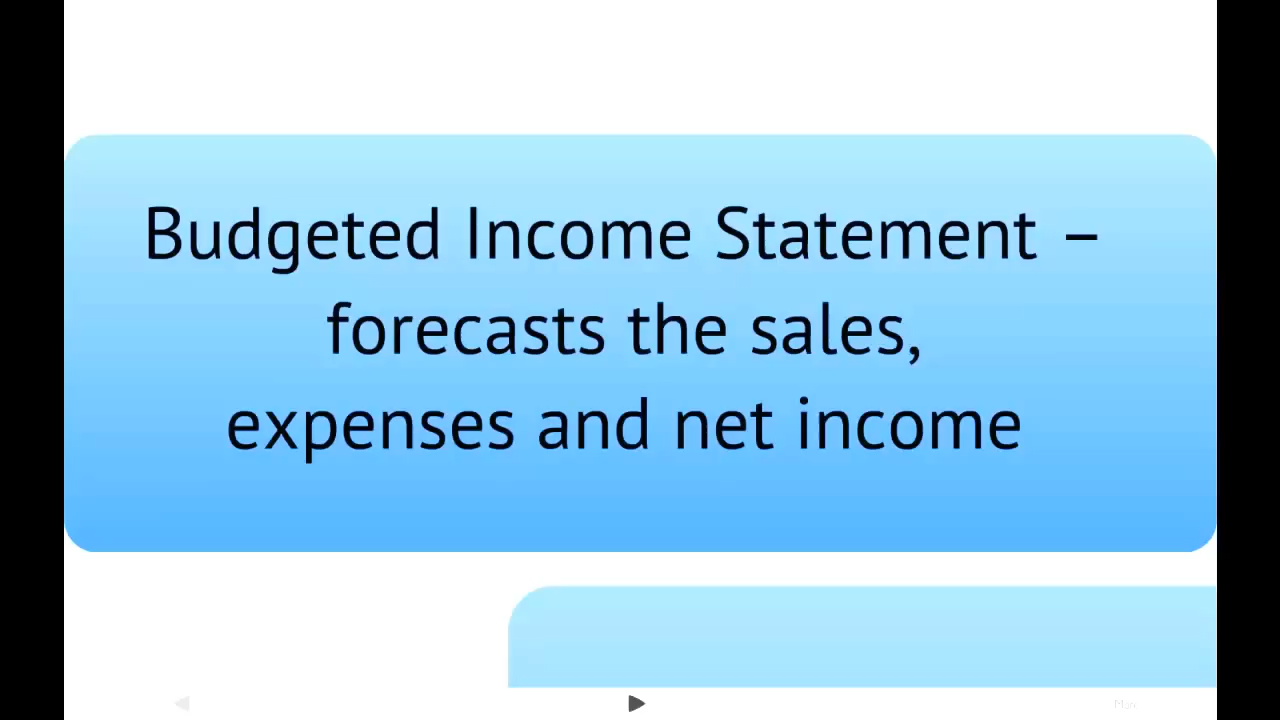 Budgeted Income Statement –
forecasts the sales,
expenses and net income